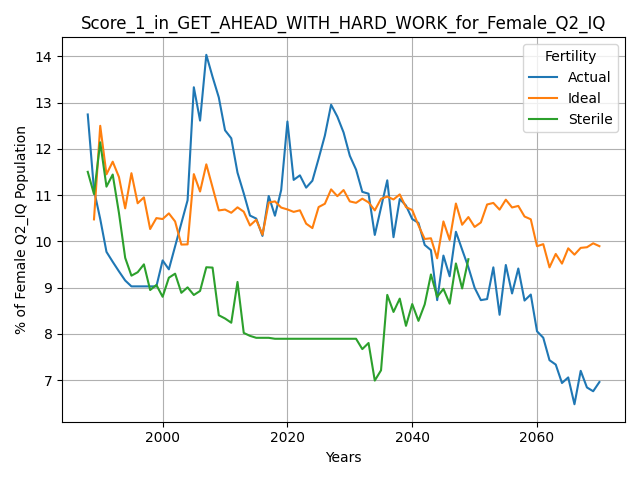 Score_1_in_GET_AHEAD_WITH_HARD_WORK_for_Female_Q2_IQ
Fertility
Actual
Ideal
Sterile
% of Female Q2_IQ Population
14
13
12
11
10
9
8
7
2000
2020
2040
2060
Years